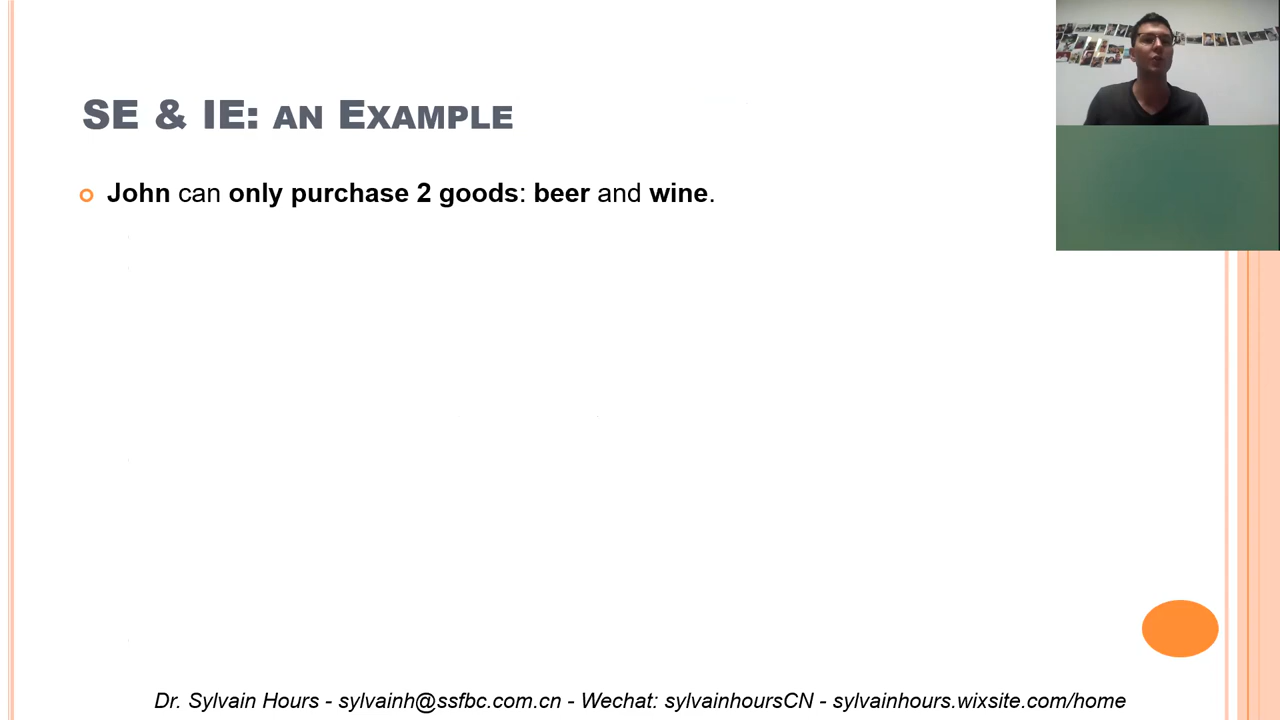 SE & IE: AN EXAMPLE
John can only purchase 2 goods: beer and wine.
Dr. Sylvain Hours - sylvainh@ssfbc.com.cn - Wechat: sylvainhoursCN - sylvainhours.wixsite.com/home